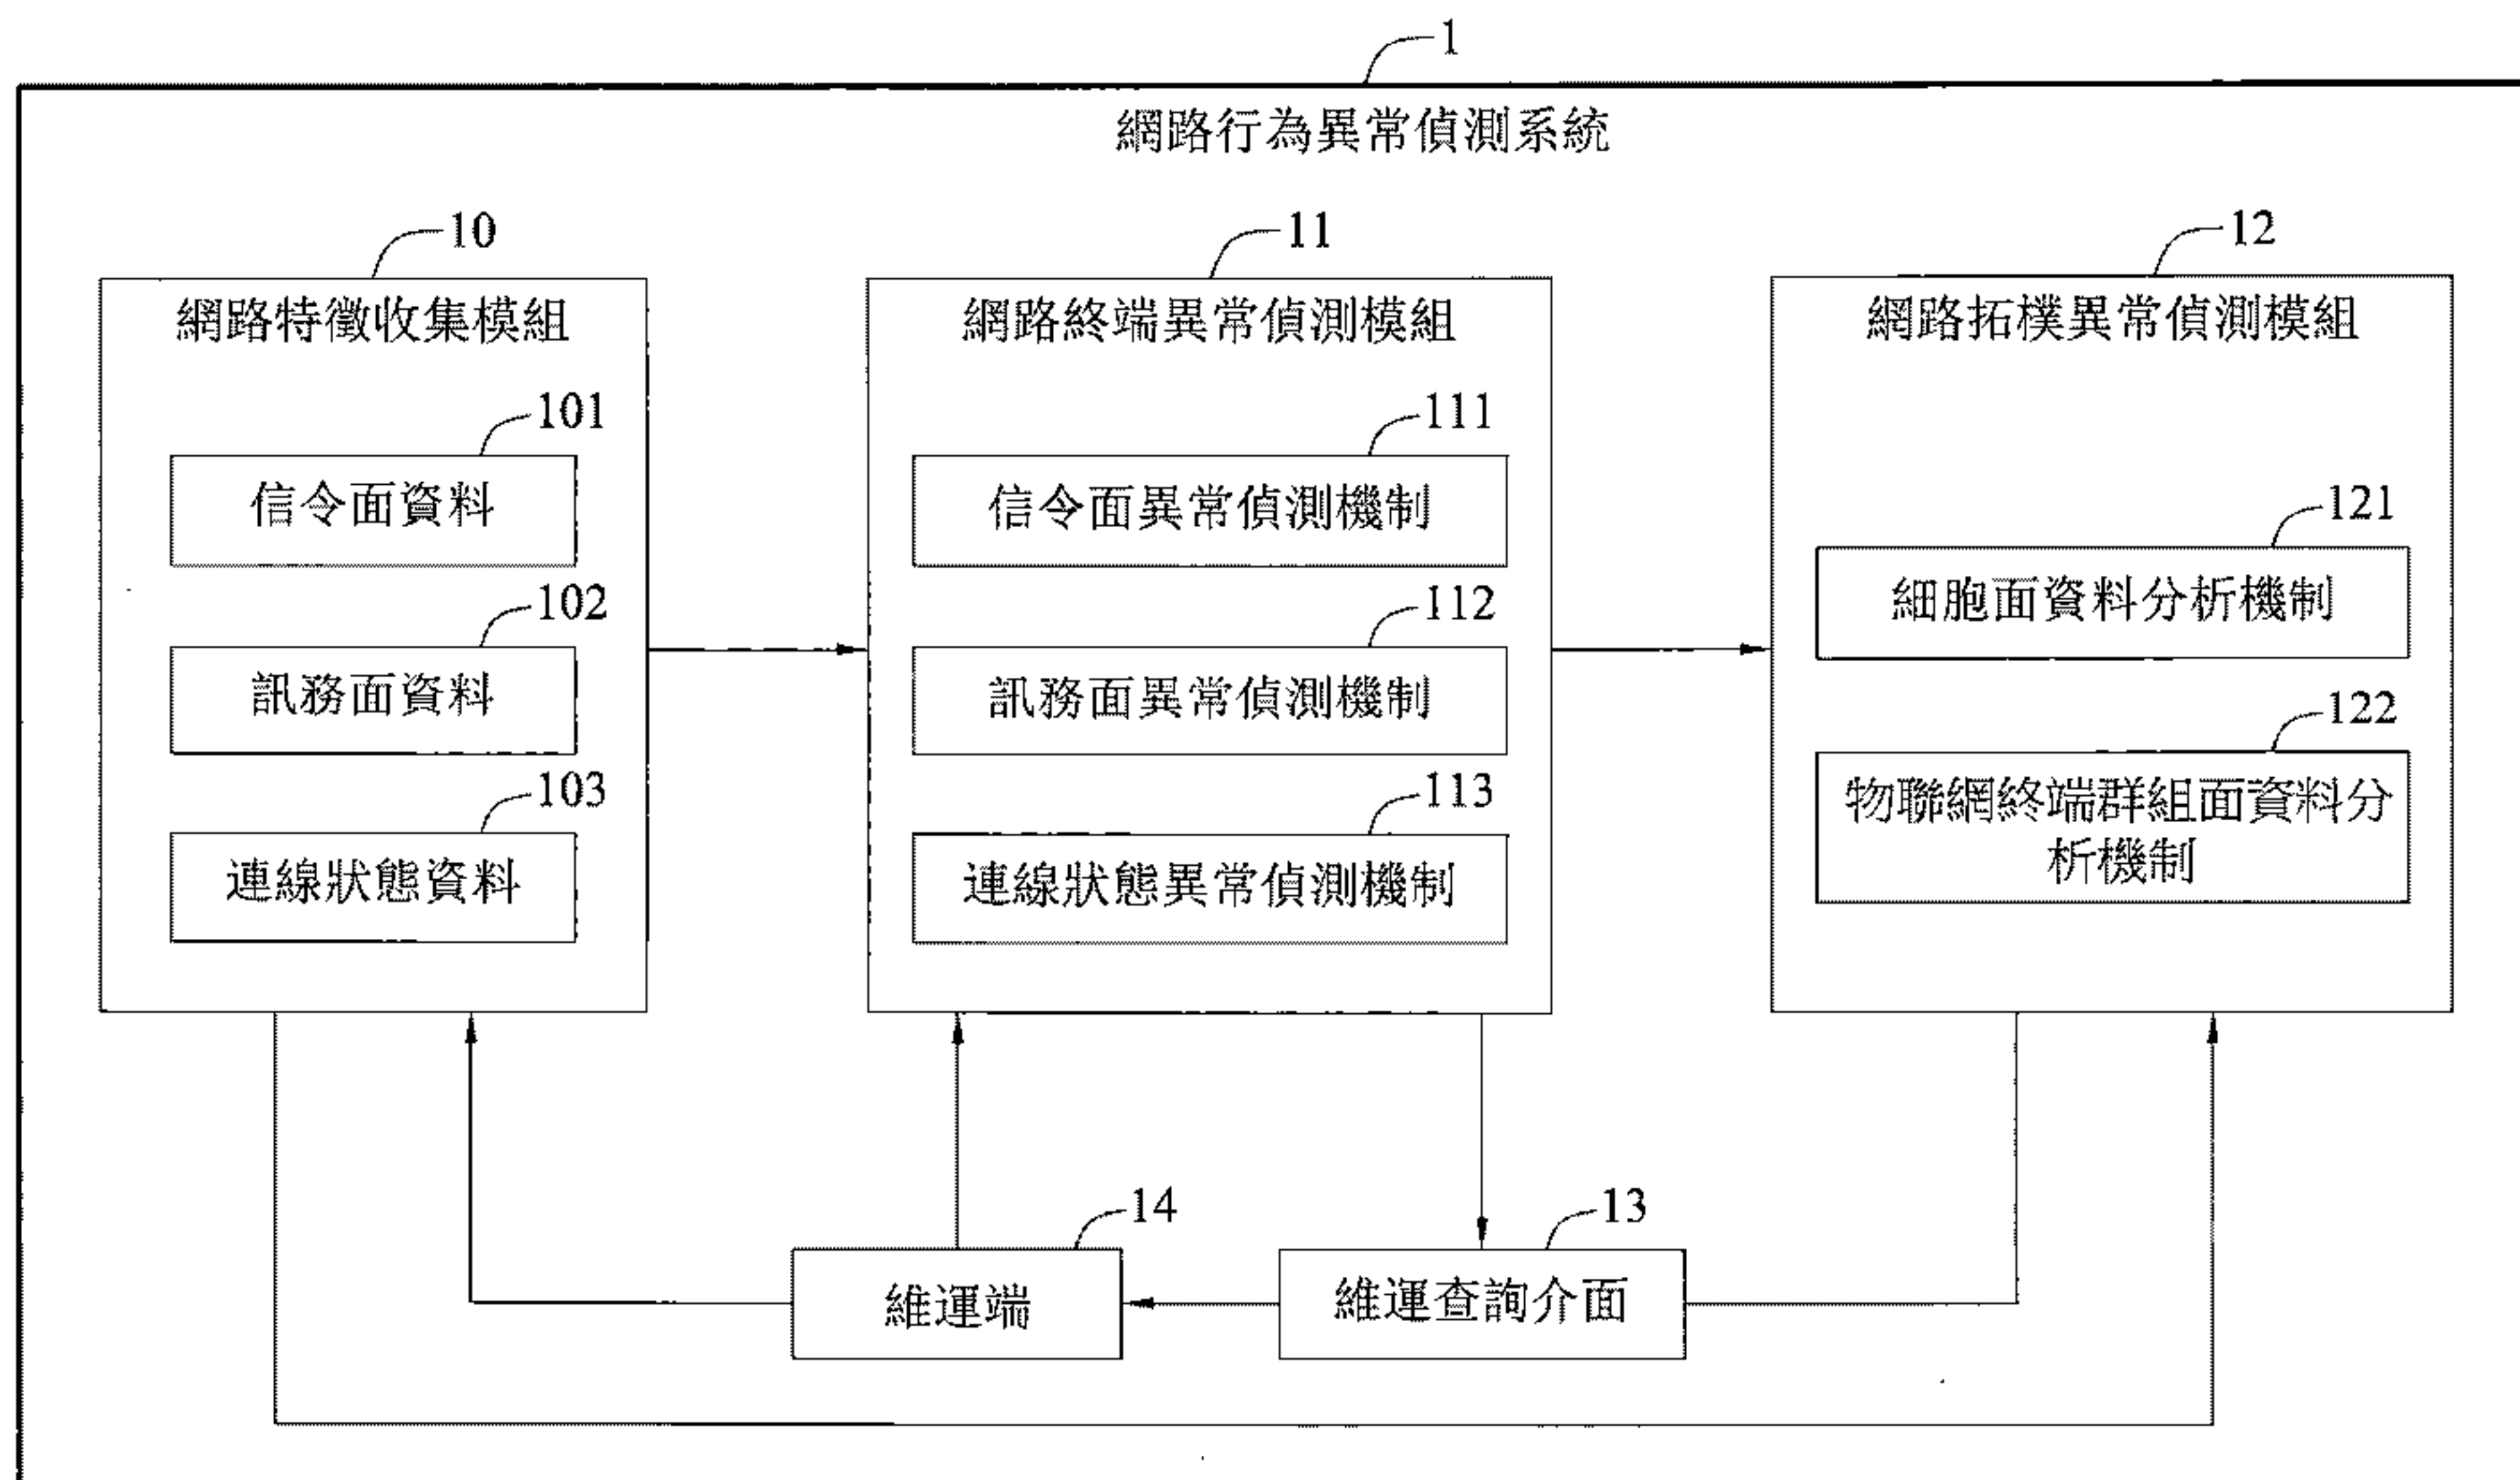 1
網路行為異常偵測系統
10
網路特徵收集模組
101
信令面資料
102
訊務面資料
103
連線狀態資料
11
網路終端異常偵測模組
111
信令面異常偵測機制
112
訊務面異常偵測機制
113
連線狀態異常偵測機制
12
網路拓樸異常偵測模組
121
細胞面資料分析機制
122
物聯網終端群組面資料分
析機制
14
維運端
13
維運查詢介面